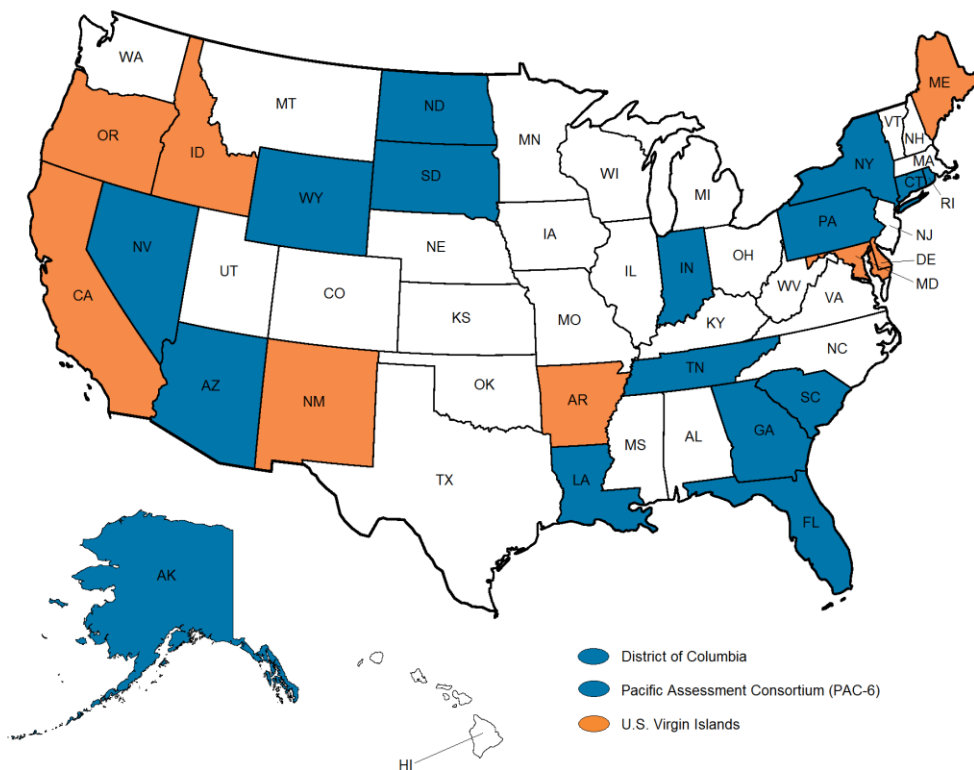 WA
MT
ND
MN
ME
VT
NH
OR
ID
SD
WI
MI
NY
MA
CT
RI
WY
PA
NJ
NV
NE
IA
OH
DE
MD
UT
IL
IN
WV
VA
CA
CO
KS
MO
KY
NC
AZ
NM
OK
AR
TN
SC
MS
AL
GA
TX
LA
FL
AK
HI
District of Columbia
Pacific Assessment Consortium (PAC-6)
U.S. Virgin Islands